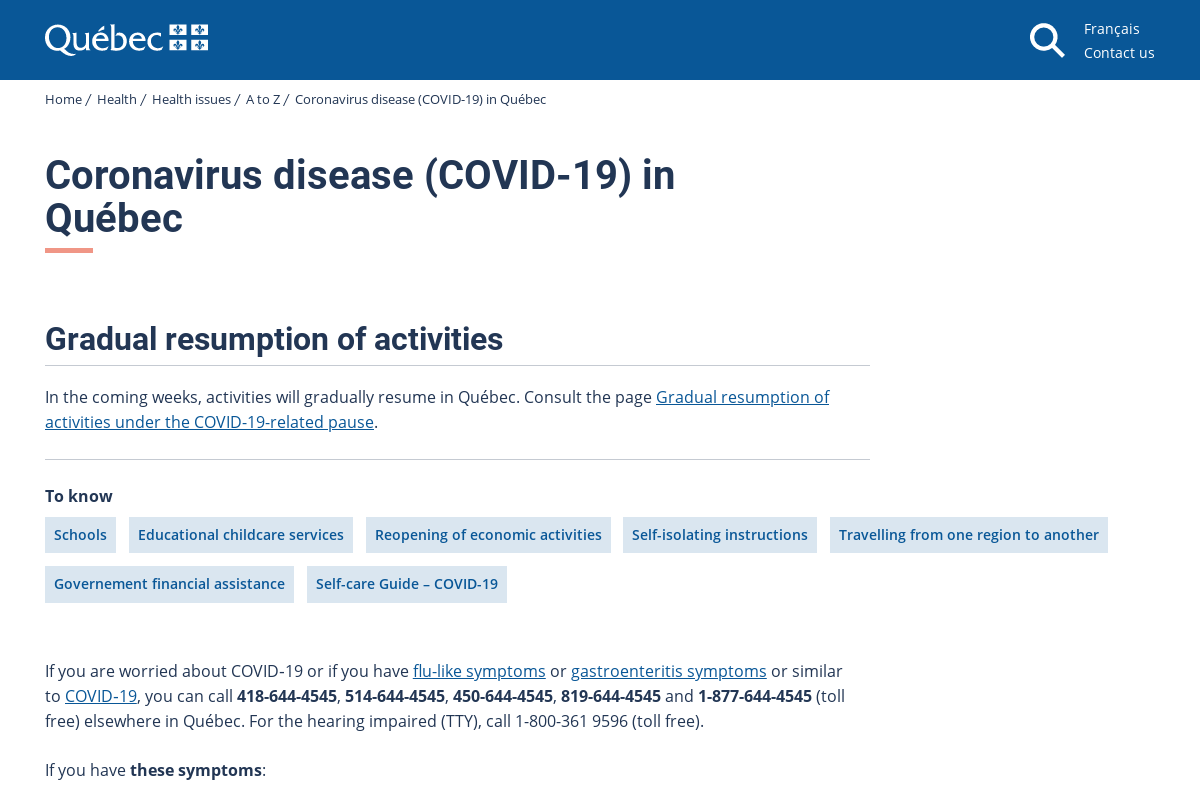 Québec
Français
Contact us
Home / Health / Health issues / A to Z / Coronavirus disease (COVID-19) in Québec
Coronavirus disease (COVID-19) in
Québec
Gradual resumption of activities
In the coming weeks, activities will gradually resume in Québec. Consult the page Gradual resumption of
activities under the COVID-19-related pause.
To know
Schools Educational childcare services Reopening of economic activities Self-isolating instructions Travelling from one region to another
Governement financial assistance Self-care Guide – COVID-19
If you are worried about COVID-19 or if you have flu-like symptoms or gastroenteritis symptoms or similar
to COVID-19, you can call 418-644-4545, 514-644-4545, 450-644-4545, 819-644-4545 and 1-877-644-4545 (toll
free) elsewhere in Québec. For the hearing impaired (TTY), call 1-800-361 9596 (toll free).
If you have these symptoms: